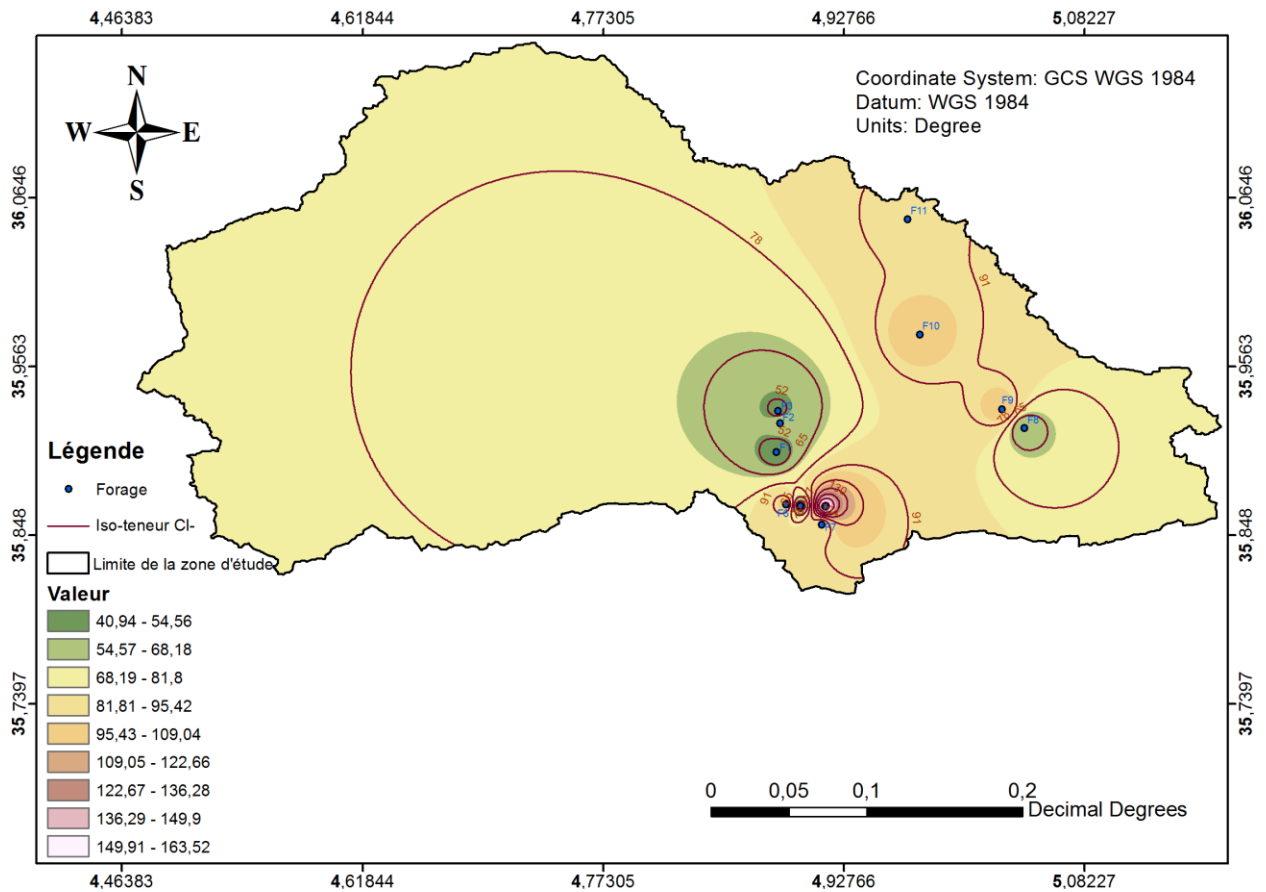 4,46383 4,61844 4,77305 4,92766 5,08227
N
W E
S
Coordinate System: GCS WGS 1984
Datum: WGS 1984
Units: Degree
36,0646 36,0646
F11
78
91
F10
35,9563 35,9563
52
F9
F2
78
F8
52
65
Légende
Forage
91
130
91
F7
Iso-teneur Cl-
35,848 35,848
Limite de la zone d'étude
Valeur
40,94 - 54,56
54,57 - 68,18
68,19 - 81,8
81,81 - 95,42
95,43 - 109,04
109,05 - 122,66
122,67 - 136,28
136,29 - 149,9
149,91 - 163,52
35,7397 35,7397
0 0,05 0,1 0,2
Decimal Degrees
4,46383 4,61844 4,77305 4,92766 5,08227